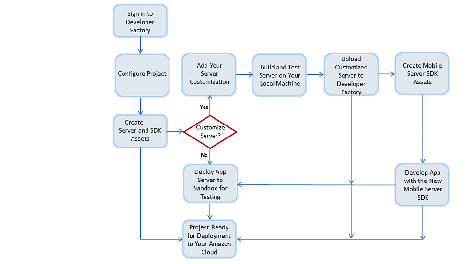 Sign In to
Developer
Factory
Configure Project
Create
Server and SDK
Assets
Add Your
Server
Customization
Build and Test
Server on Your
Local Machine
Upload
Customized
Server to
Developer
Factory
Create Mobile
Server SDK
Assets
Yes
Customize
Server?
No
Deploy App
Server to
Sandbox for
Testing
Develop App
with the New
Mobile Server
SDK
Project Ready
for Deployment
to Your Amazon
Cloud